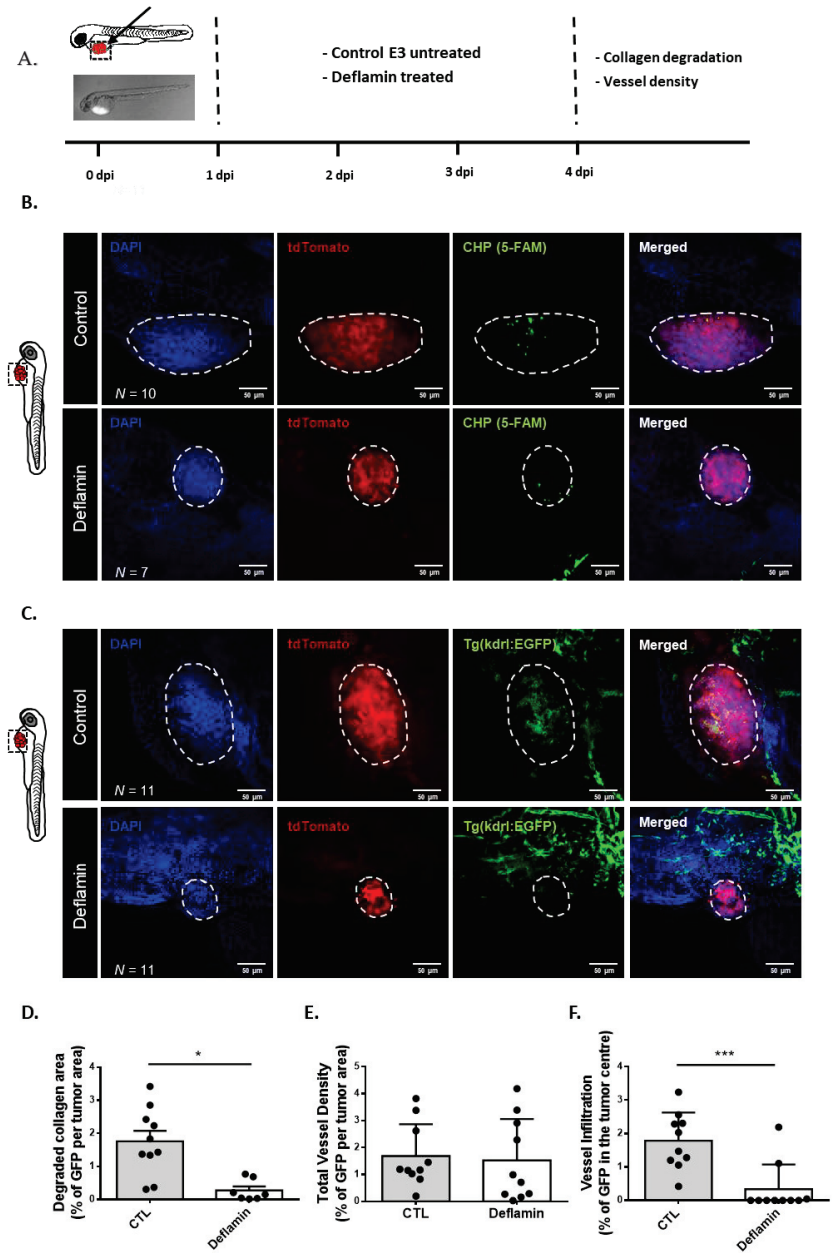 A.
- Control E3 untreated
- Deflamin treated
- Collagen degradation
- Vessel density
0 dpi 1 dpi 2 dpi 3 dpi 4 dpi
B.
Control
DAPI tdTomato CHP (5-FAM) Merged
N = 10 50 µm 50 µm 50 µm 50 µm
Deflamin
DAPI tdTomato CHP (5-FAM) Merged
N = 7 50 µm 50 µm 50 µm 50 µm
C.
Control
DAPI tdTomato Tg(kdrl:EGFP) Merged
N = 11 50 µm 50 µm 50 µm 50 µm
Deflamin
DAPI tdTomato Tg(kdrl:EGFP) Merged
N = 11 50 µm 50 µm 50 µm 50 µm
D.
Degraded collagen area
(% of GFP per tumor area)
4
3
2
1
0
*
CTL Deflamin
E.
Total Vessel Density
(% of GFP per tumor area)
5
4
3
2
1
0
CTL Deflamin
F.
Vessel Infiltration
(% of GFP in the tumor centre)
4
3
2
1
0
***
CTL Deflamin